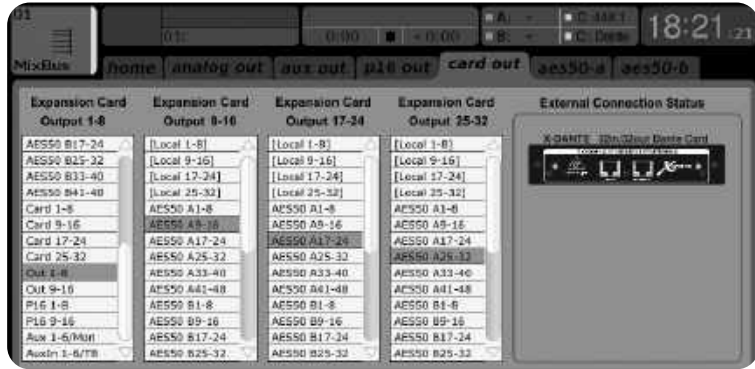 01
MixBus
01:
0:00
- 0:00
A:
B:
C: Dante
18:21 :21
home analog out aux out p16 out card out aes50-a aes50-b
Expansion Card Output 1-8
AES50 B17-24
AES50 B25-32
AES50 B33-40
AES50 B41-48
Card 1-8
Card 9-16
Card 17-24
Card 25-32
Out 1-8
Out 9-16
P16 1-8
P16 9-16
Aux 1-6/Mon
AuxIn 1-6/TB
Expansion Card Output 9-16
[Local 1-8]
[Local 9-16]
[Local 17-24]
[Local 25-32]
AES50 A1-8
AES50 A9-16
AES50 A17-24
AES50 A25-32
AES50 A33-40
AES50 A41-48
AES50 B1-8
AES50 B9-16
AES50 B17-24
AES50 B25-32
Expansion Card Output 17-24
[Local 1-8]
[Local 9-16]
[Local 17-24]
[Local 25-32]
AES50 A1-8
AES50 A9-16
AES50 A17-24
AES50 A25-32
AES50 A33-40
AES50 A41-48
AES50 B1-8
AES50 B9-16
AES50 B17-24
AES50 B25-32
Expansion Card Output 25-32
[Local 1-8]
[Local 9-16]
[Local 17-24]
[Local 25-32]
AES50 A1-8
AES50 A9-16
AES50 A17-24
AES50 A25-32
AES50 A33-40
AES50 A41-48
AES50 B1-8
AES50 B9-16
AES50 B17-24
AES50 B25-32
External Connection Status
X-DANTE 32in/32out Dante Card